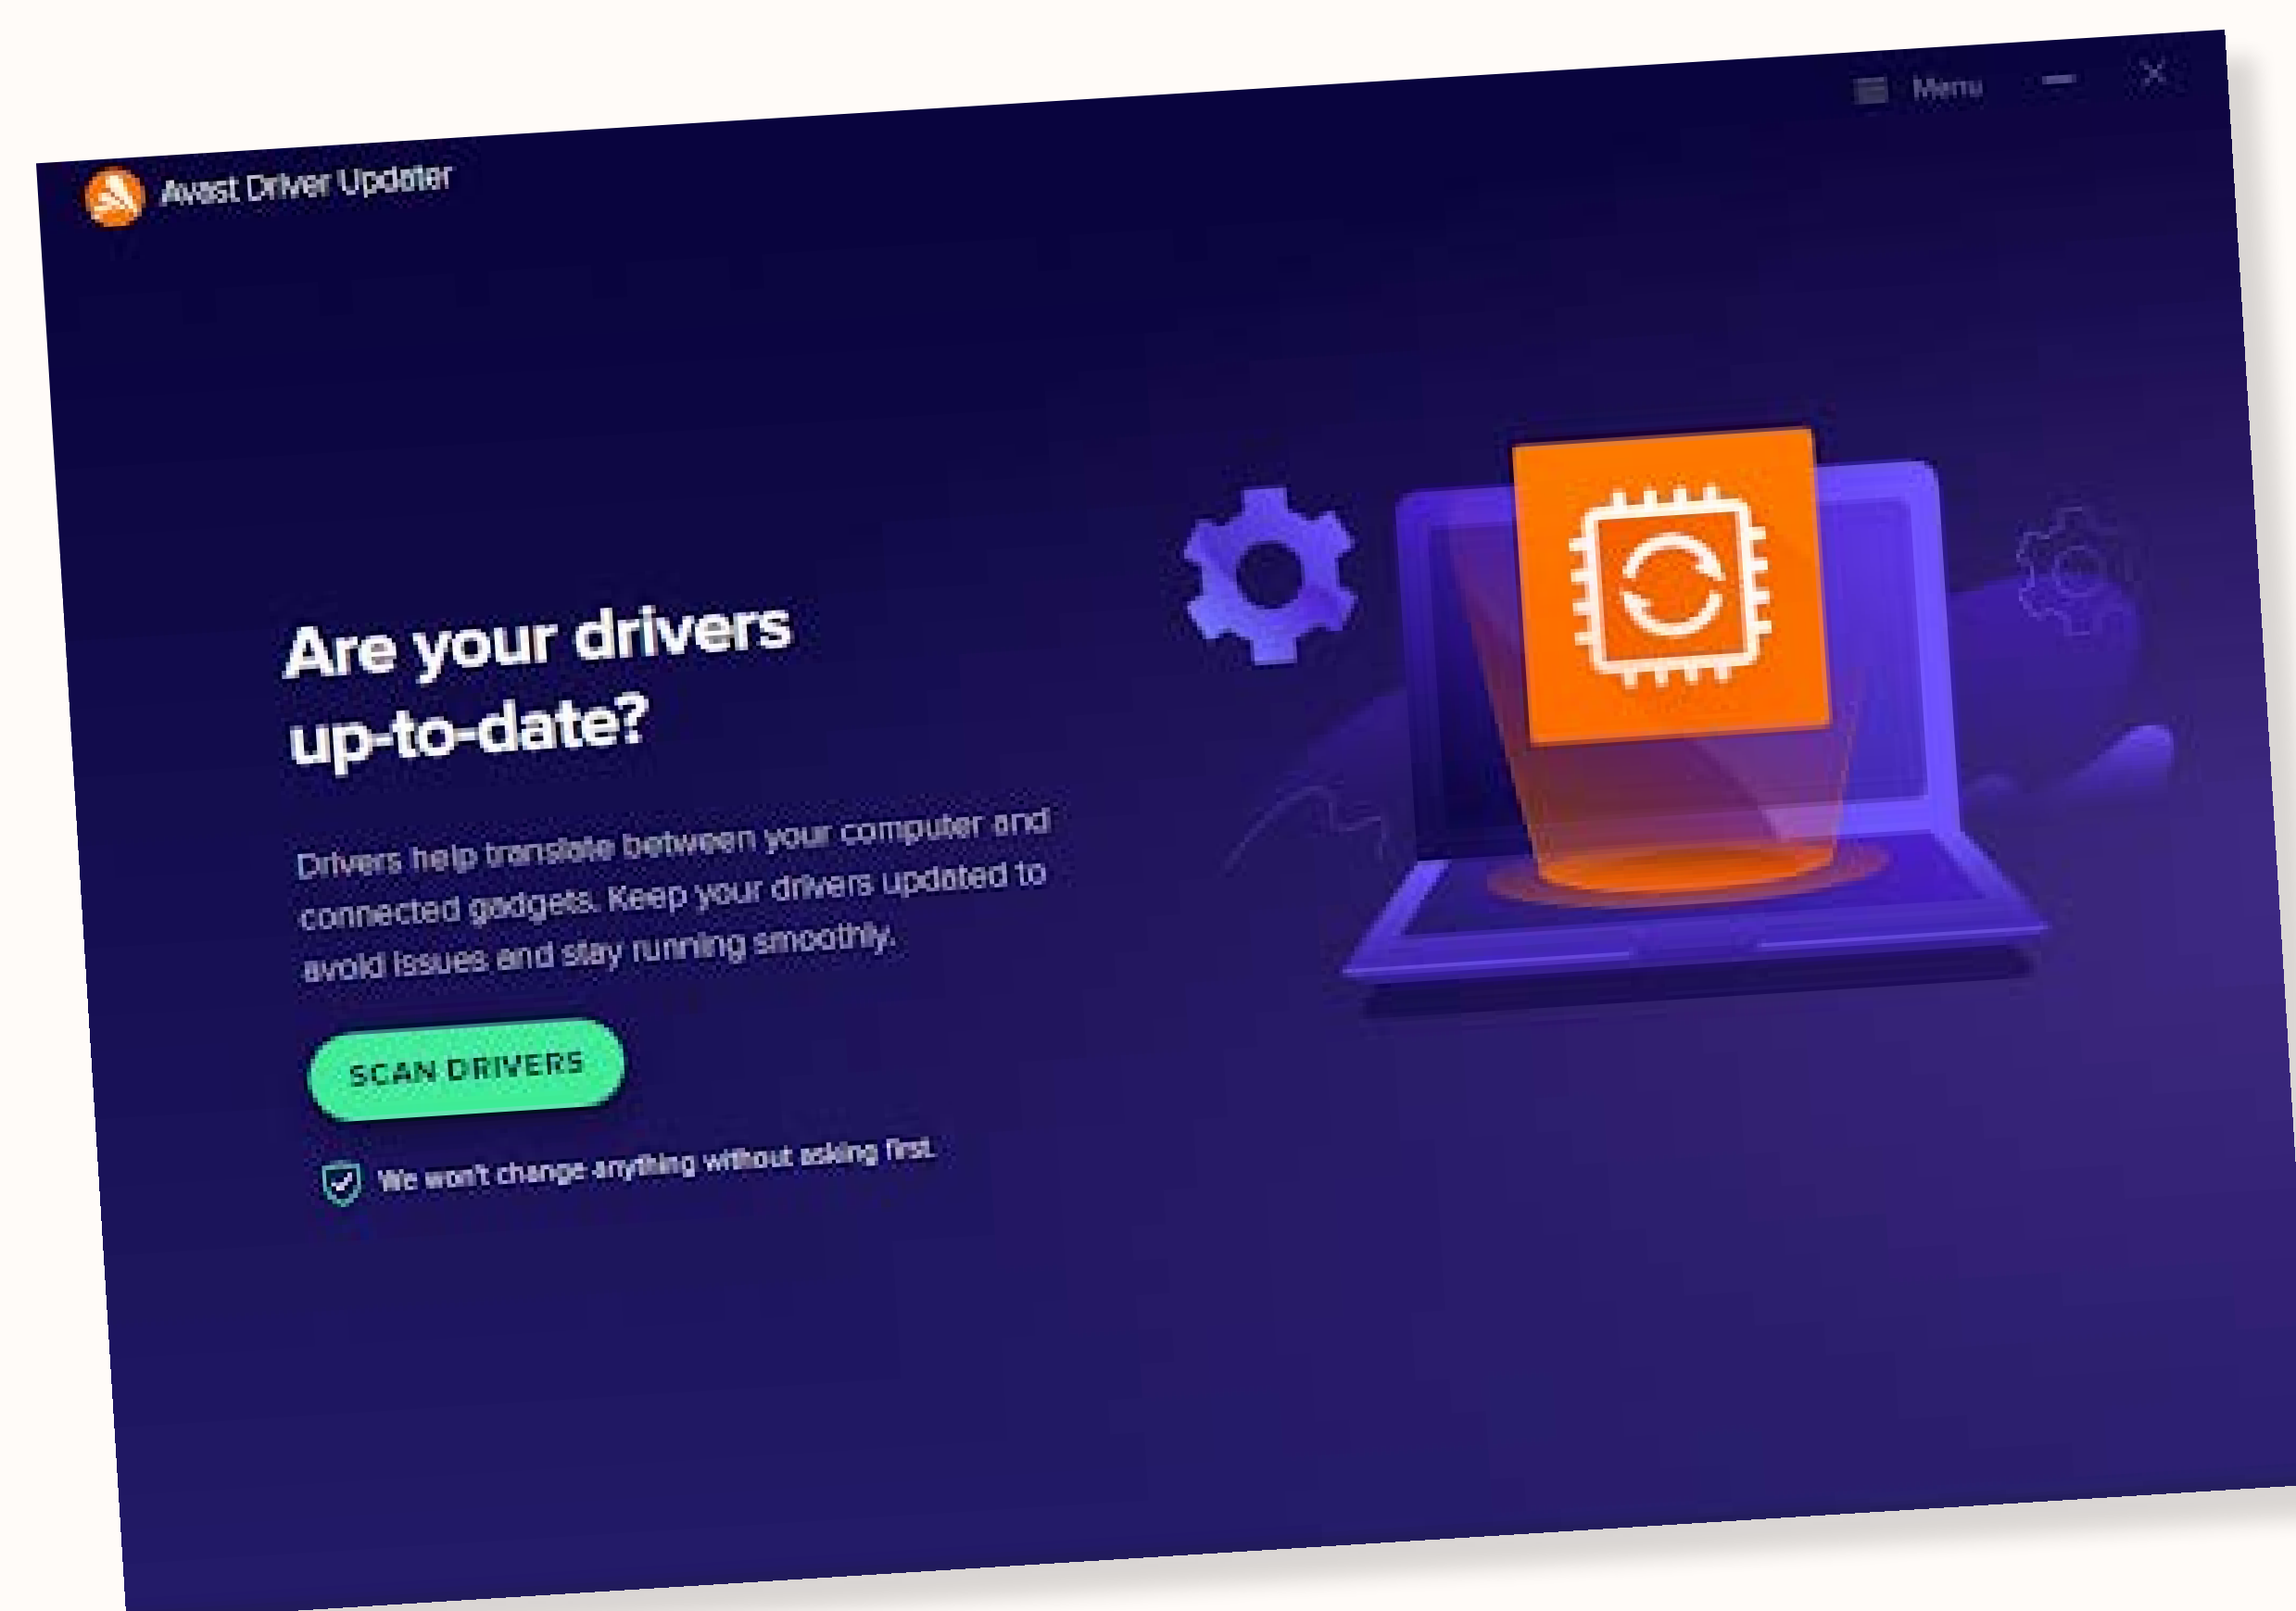 Avast Driver Updater
Menu
Are your drivers
up-to-date?
Drivers help translate between your computer and
connected gadgets. Keep your drivers updated to
avoid issues and stay running smoothly.
SCAN DRIVERS
We won't change anything without asking first.